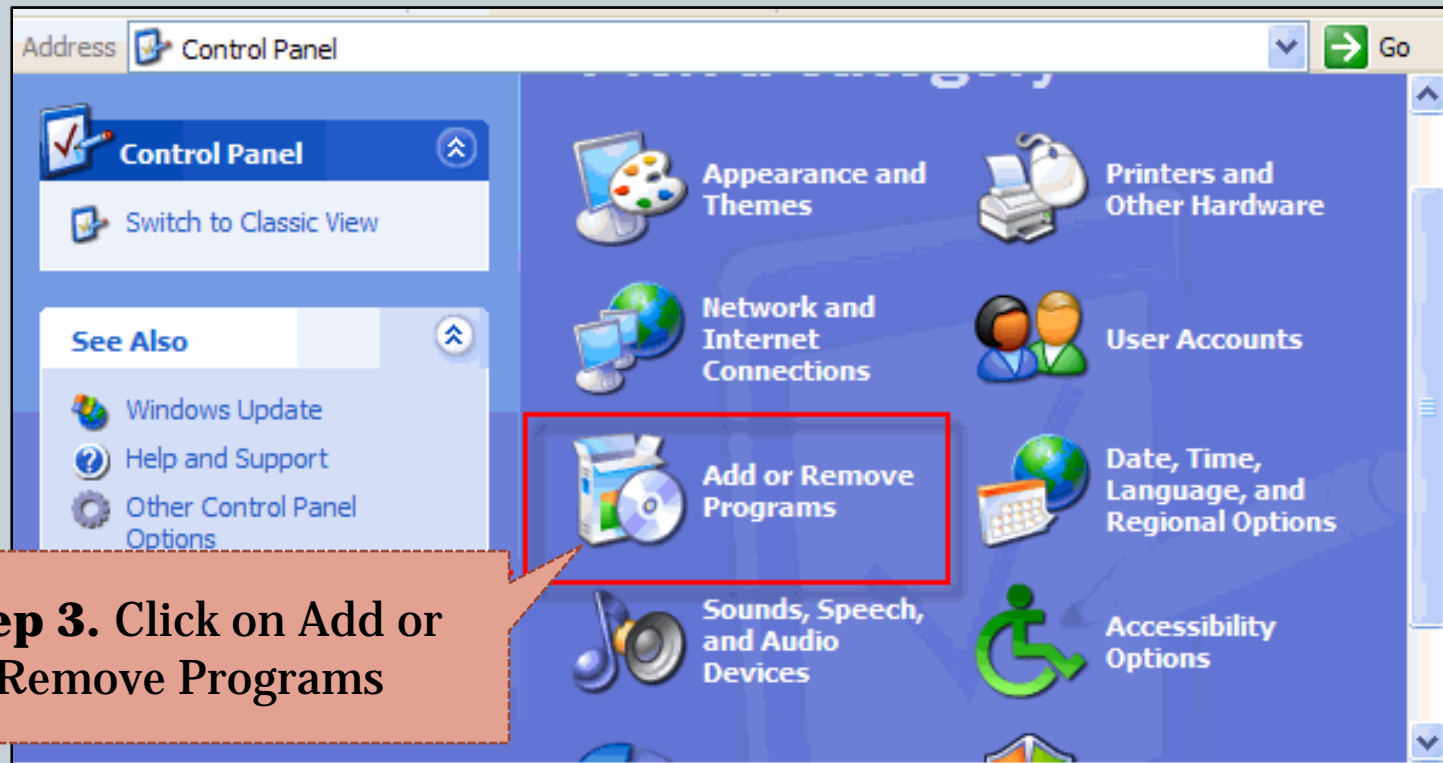 Address Control Panel Go
Control Panel
Switch to Classic View
See Also
Windows Update
Help and Support
Other Control Panel
Options
Appearance and
Themes
Printers and
Other Hardware
Network and
Internet
Connections
User Accounts
Add or Remove
Programs
Date, Time,
Language, and
Regional Options
Sounds, Speech,
and Audio
Devices
Accessibility
Options
ep 3. Click on Add or
Remove Programs